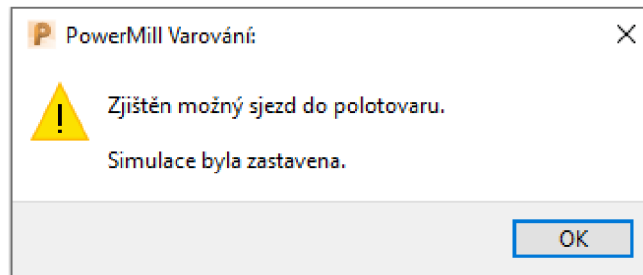 PowerMill Varování:
Zjištěn možný sjezd do polotovaru.
Simulace byla zastavena.
OK